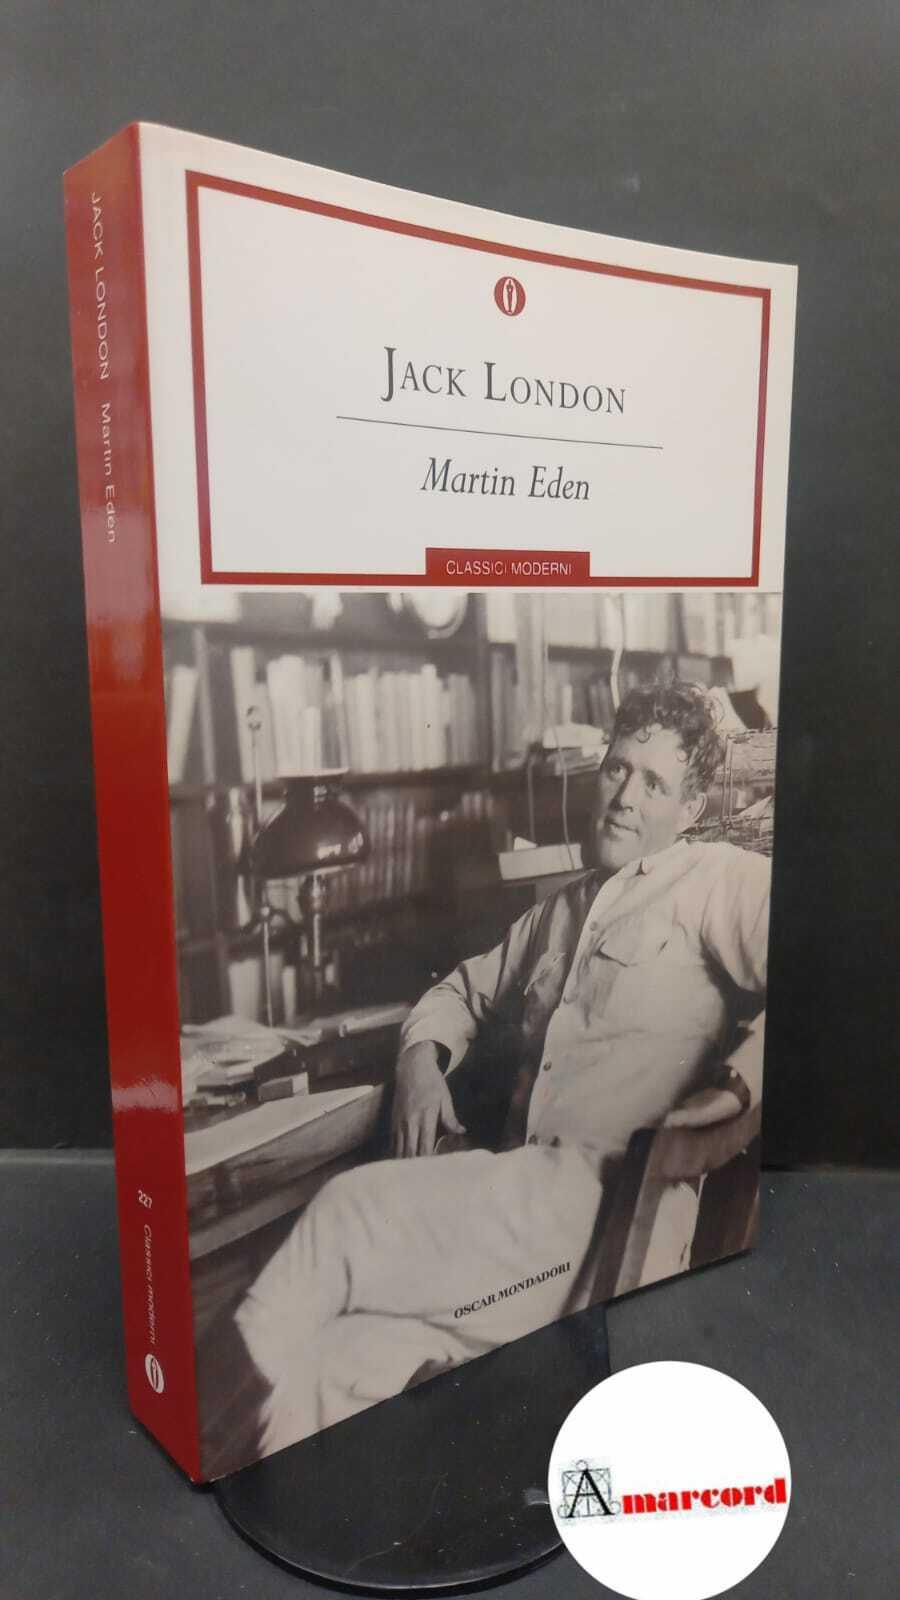 JACK LONDON
Martin Eden
CLASSICI MODERNI
OSCAR MONDADORI
JACK LONDON Martin Eden
227 Classici moderni
Amarcord